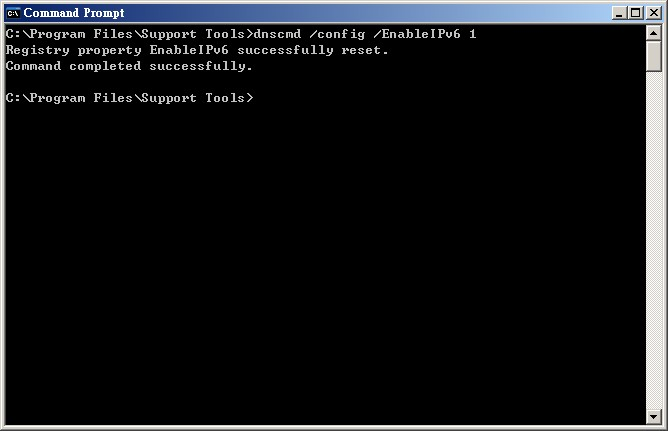 Command Prompt
C:\Program Files\Support Tools>dnscmd /config /EnableIPv6 1
Registry property EnableIPv6 successfully reset.
Command completed successfully.
C:\Program Files\Support Tools>